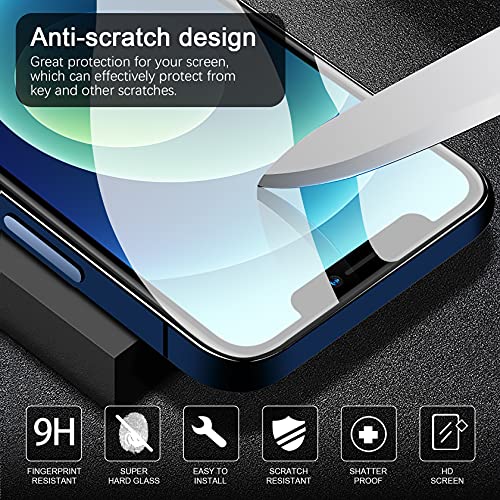 Anti-scratch design
Great protection for your screen,
which can effectively protect from
key and other scratches.
9H
FINGERPRINT
RESISTANT
SUPER
HARD GLASS
EASY TO
INSTALL
SCRATCH
RESISTANT
SHATTER
PROOF
HD
SCREEN